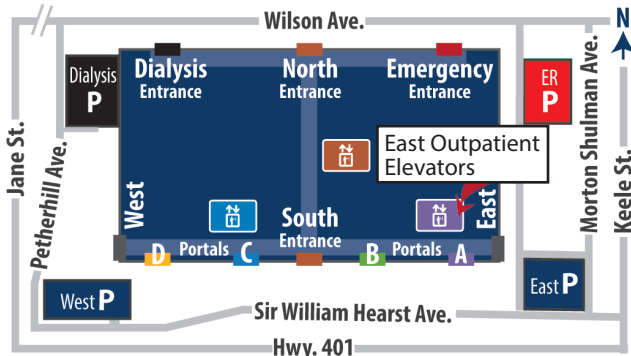 Wilson Ave.
N
Dialysis
P
Dialysis
Entrance
North
Entrance
Emergency
Entrance
ER
P
East Outpatient
Elevators
Jane St.
Petherhill Ave.
West
East
Morton Shulman Ave.
Keele St.
South
Entrance
D
Portals
C
B
Portals
A
West P
East P
Sir William Hearst Ave.
Hwy. 401